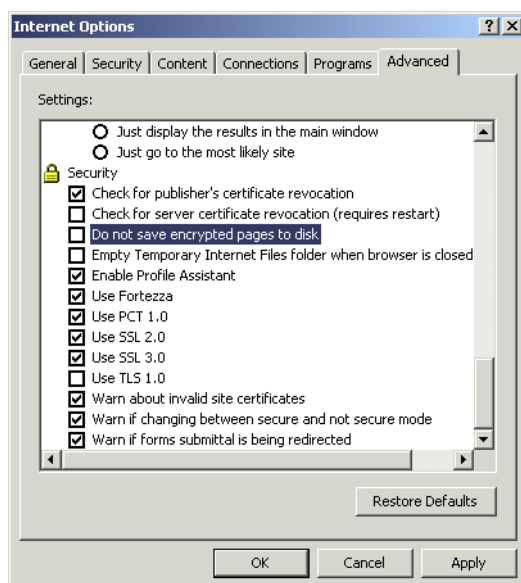 Internet Options
General Security Content Connections Programs Advanced
Settings:
Just display the results in the main window
Just go to the most likely site
Security
Check for publisher's certificate revocation
Check for server certificate revocation (requires restart)
Do not save encrypted pages to disk
Empty Temporary Internet Files folder when browser is closed
Enable Profile Assistant
Use Fortezza
Use PCT 1.0
Use SSL 2.0
Use SSL 3.0
Use TLS 1.0
Warn about invalid site certificates
Warn if changing between secure and not secure mode
Warn if forms submittal is being redirected
Restore Defaults
OK Cancel Apply